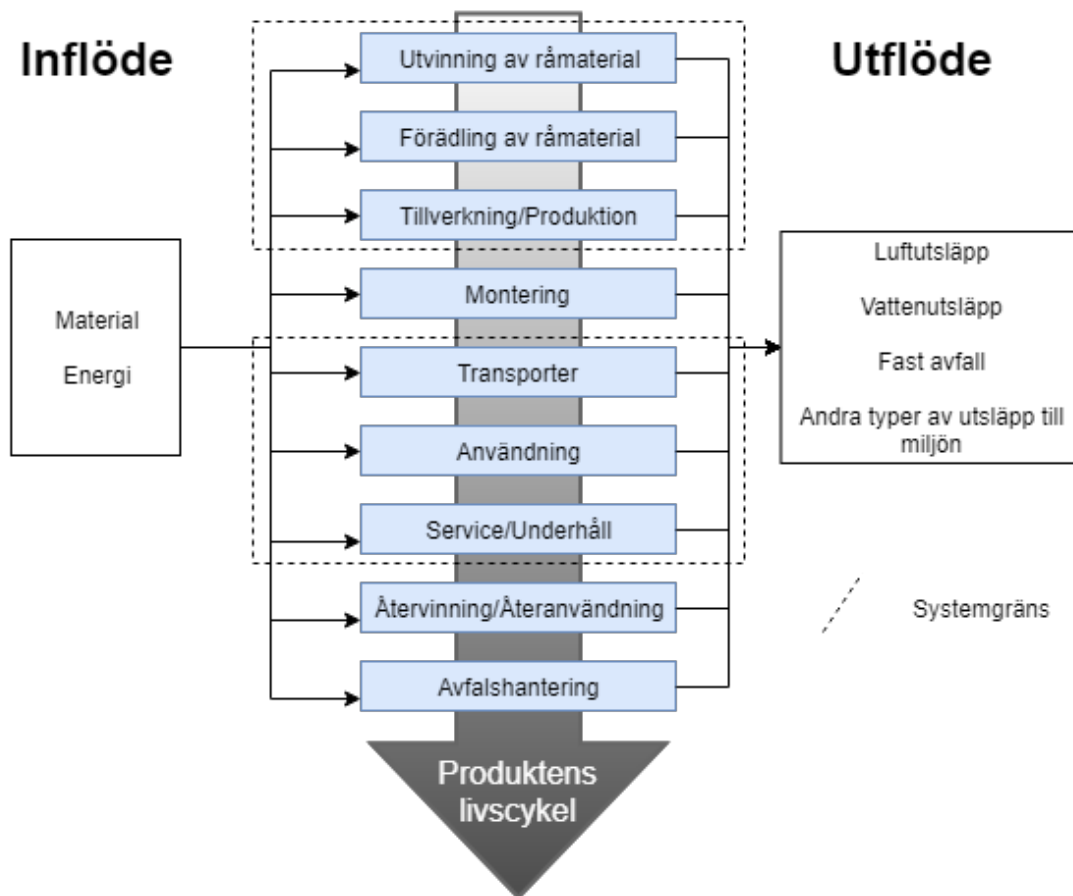 Inflöde
Utflöde
Utvinning av råmaterial
Förädling av råmaterial
Tillverkning/Produktion
Montering
Transporter
Användning
Service/Underhåll
Återvinning/Återanvändning
Avfalshantering
Material
Energi
Luftutsläpp
Vattenutsläpp
Fast avfall
Andra typer av utsläpp till
miljön
Systemgräns
Produktens
livscykel